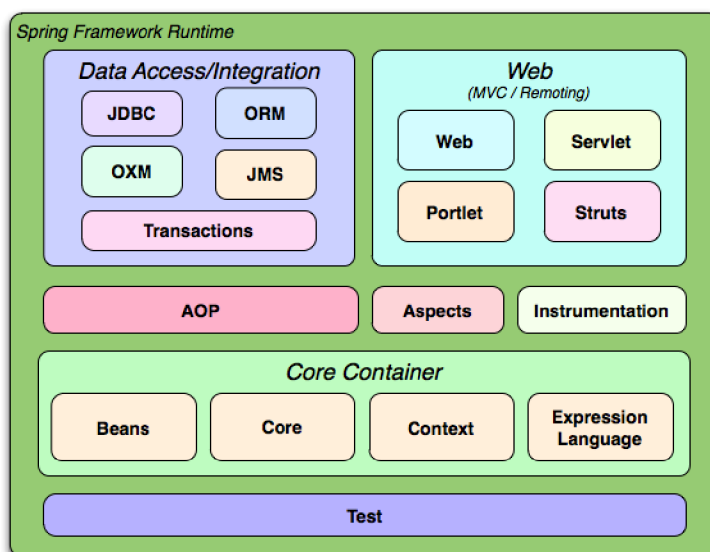 Spring Framework Runtime
Data Access/Integration
JDBC
ORM
OXM
JMS
Transactions
Web
(MVC / Remoting)
Web
Servlet
Portlet
Struts
AOP
Aspects
Instrumentation
Core Container
Beans
Core
Context
Expression
Language
Test